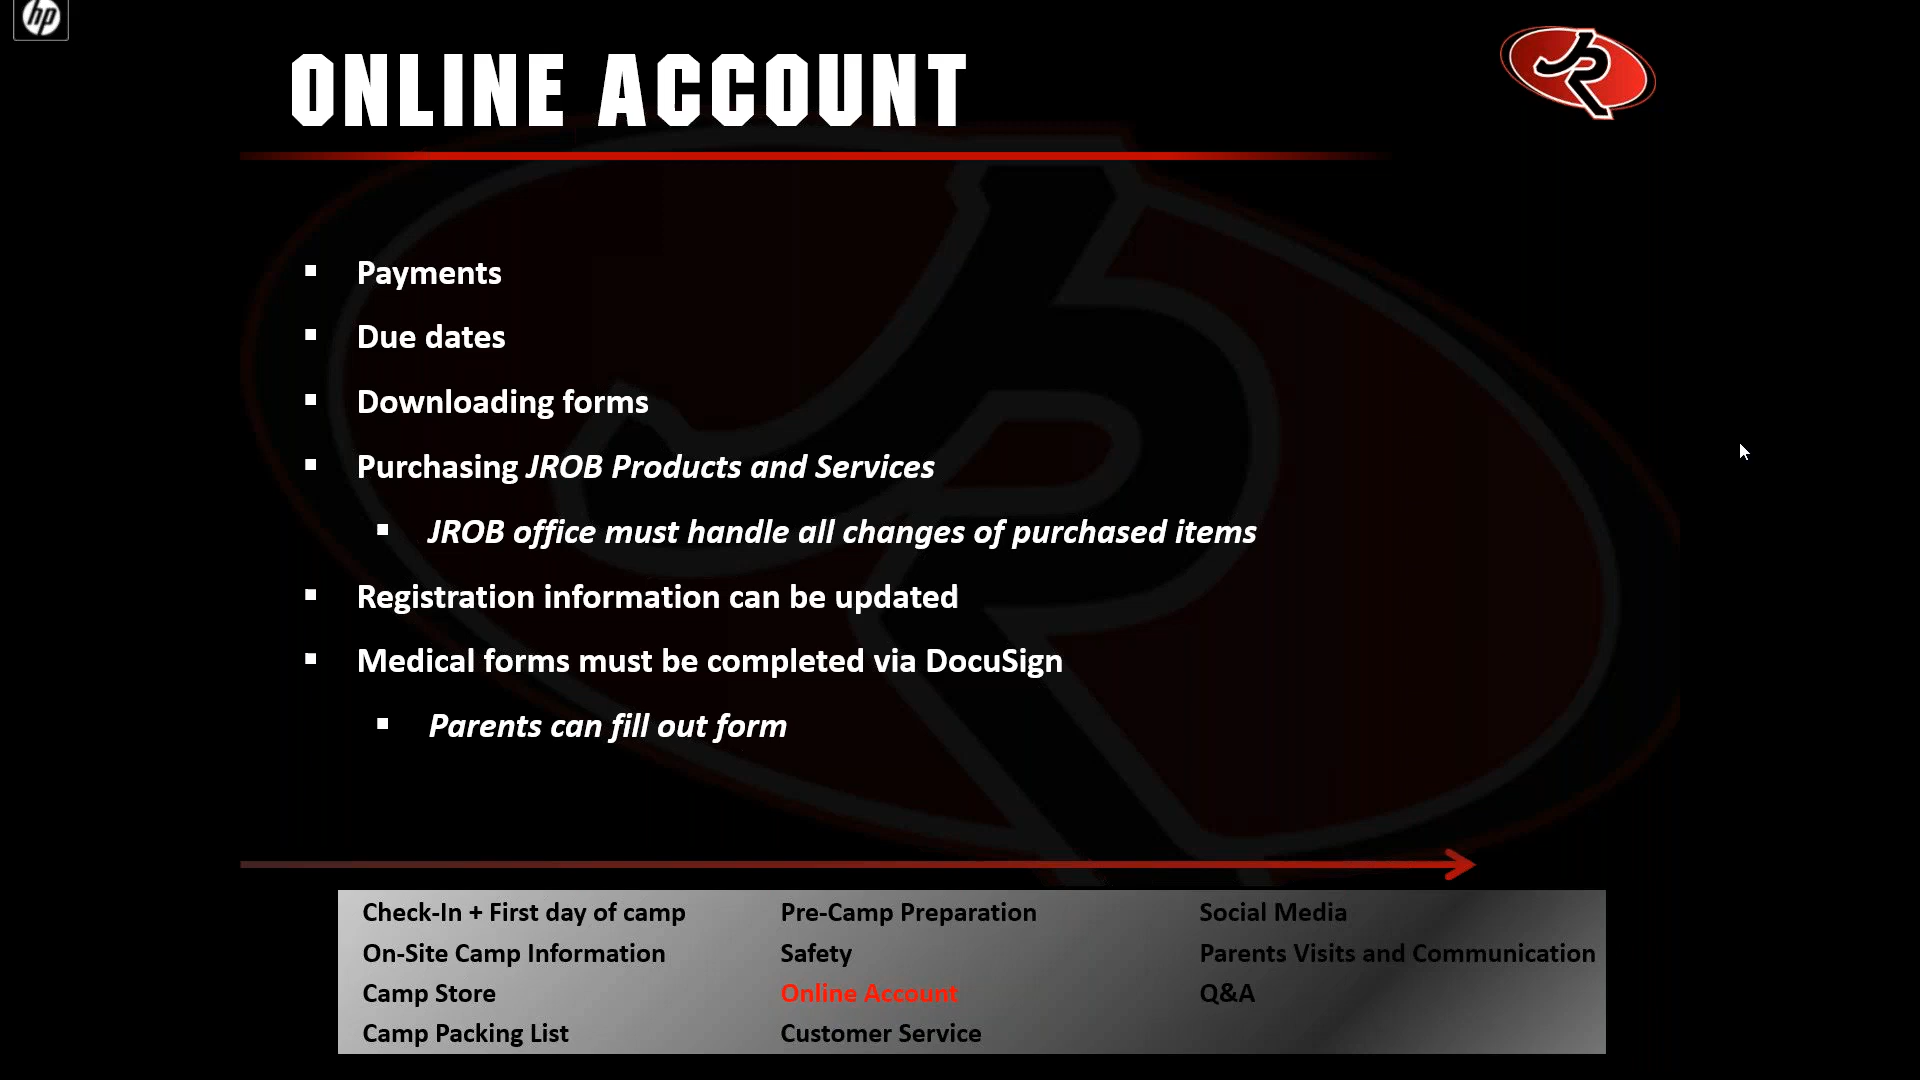 hp
ONLINE ACCOUNT
JR
▪ Payments
▪ Due dates
▪ Downloading forms
▪ Purchasing JROB Products and Services
▪ JROB office must handle all changes of purchased items
▪ Registration information can be updated
▪ Medical forms must be completed via DocuSign
▪ Parents can fill out form
Check-In + First day of camp
On-Site Camp Information
Camp Store
Camp Packing List
Pre-Camp Preparation
Safety
Online Account
Customer Service
Social Media
Parents Visits and Communication
Q&A